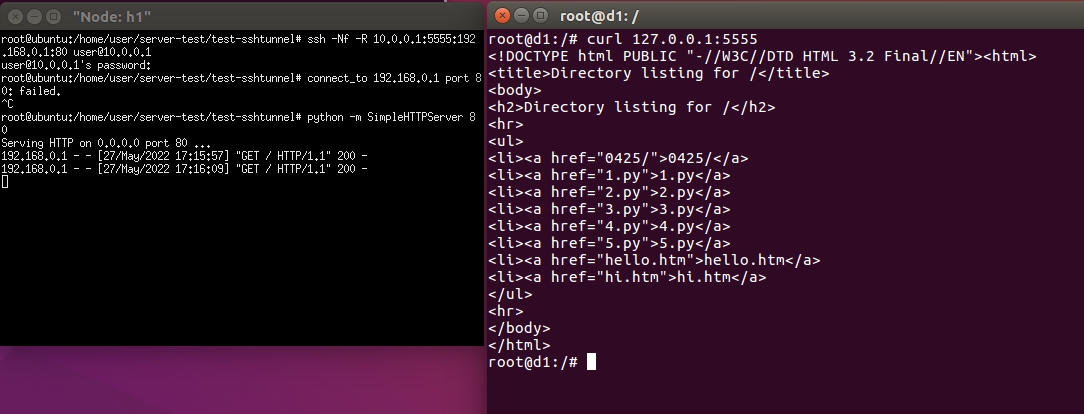 "Node: h1"
root@ubuntu:/home/user/server-test/test-sshtunnel# ssh -Nf -R 10.0.0.1:5555:192
.168.0.1:80 user@10.0.0.1
user@10.0.0.1's password:
root@ubuntu:/home/user/server-test/test-sshtunnel# connect_to 192.168.0.1 port 8
0: failed.
^C
root@ubuntu:/home/user/server-test/test-sshtunnel# python -m SimpleHTTPServer 8
0
Serving HTTP on 0.0.0.0 port 80 ...
192.168.0.1 - - [27/May/2022 17:15:57] "GET / HTTP/1.1" 200 -
192.168.0.1 - - [27/May/2022 17:16:09] "GET / HTTP/1.1" 200 -
root@d1: /
root@d1:/# curl 127.0.0.1:5555
<!DOCTYPE html PUBLIC "-//W3C//DTD HTML 3.2 Final//EN"><html>
<title>Directory listing for /</title>
<body>
<h2>Directory listing for /</h2>
<hr>
<ul>
<li><a href="0425/">0425/</a>
<li><a href="1.py">1.py</a>
<li><a href="2.py">2.py</a>
<li><a href="3.py">3.py</a>
<li><a href="4.py">4.py</a>
<li><a href="5.py">5.py</a>
<li><a href="hello.htm">hello.htm</a>
<li><a href="hi.htm">hi.htm</a>
</ul>
<hr>
</body>
</html>
root@d1:/#